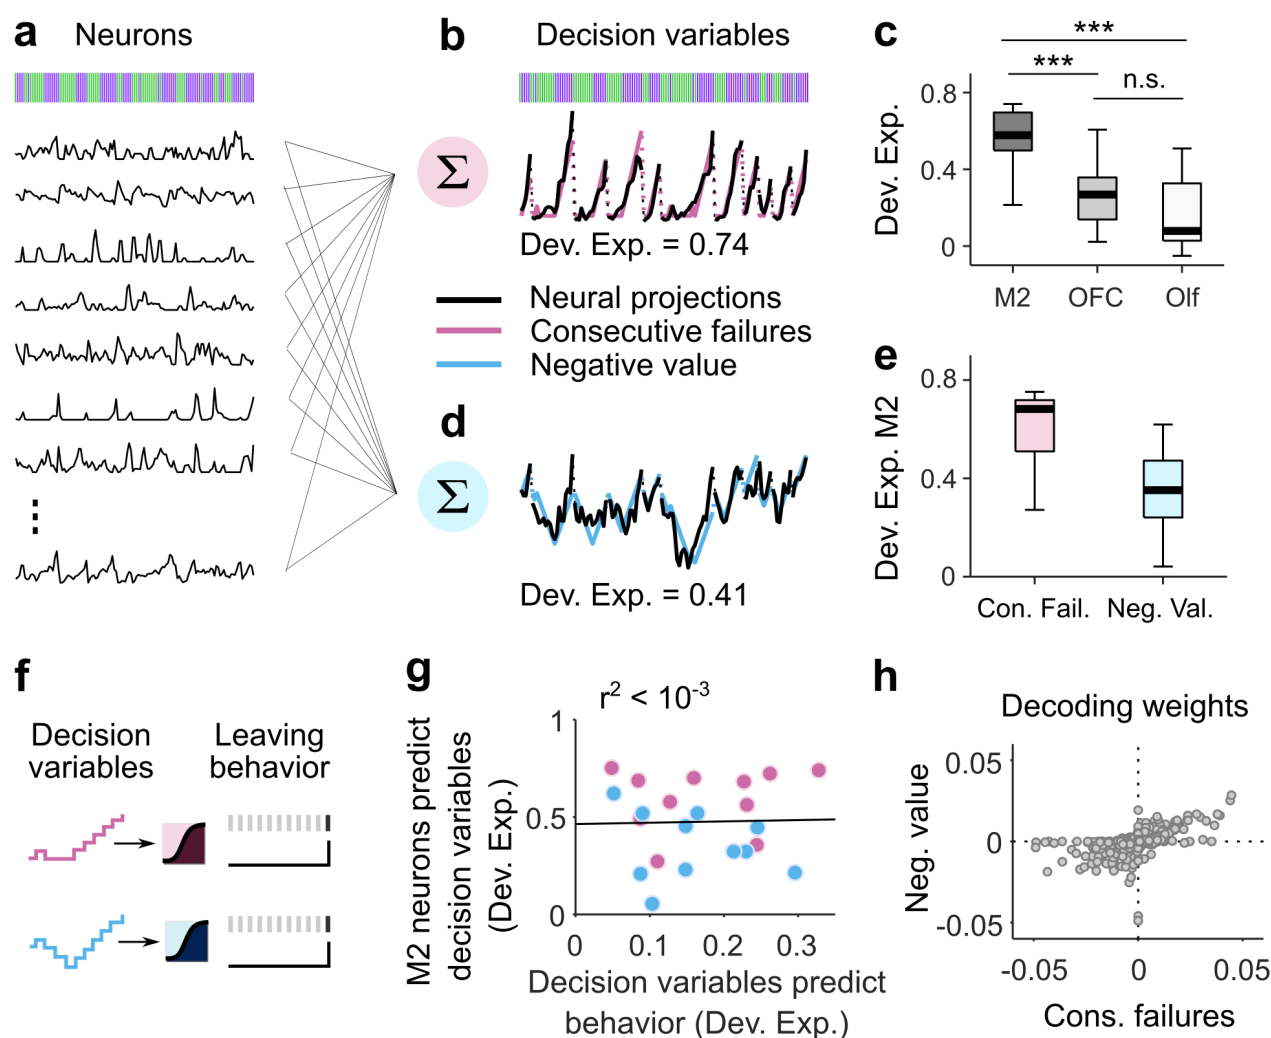 a
Neurons
b
Decision variables
Σ
Dev. Exp. = 0.74
Neural projections
Consecutive failures
Negative value
c
***
***
n.s.
Dev. Exp.
0.8
0.4
0
M2
OFC
Olf
d
Σ
Dev. Exp. = 0.41
e
Dev. Exp. M2
0.8
0.4
0
Con. Fail.
Neg. Val.
f
Decision
variables
Leaving
behavior
g
r² < 10⁻³
M2 neurons predict
decision variables
(Dev. Exp.)
1
0.5
0
0
0.1
0.2
0.3
Decision variables predict
behavior (Dev. Exp.)
h
Decoding weights
Neg. value
0.05
0
-0.05
-0.05
0
0.05
Cons. failures